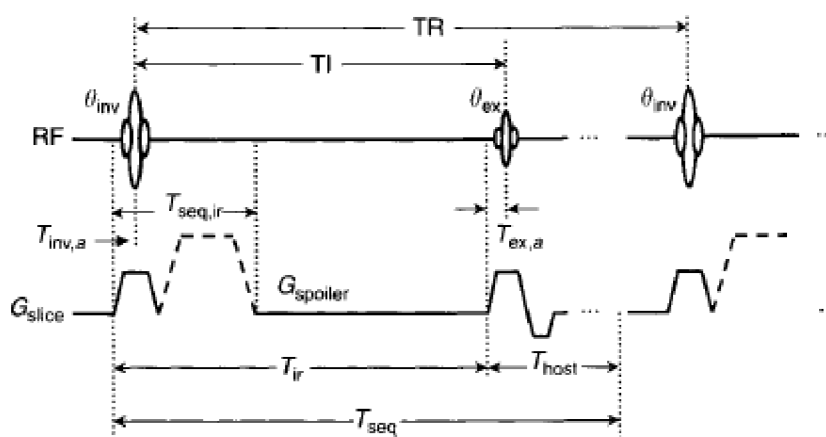 TR
TI
θinv θex θinv
RF ... ..
Tseq,ir
Tinv,a Tex,a
Gspoiler
Gslice ...
Tir Thost
Tseq